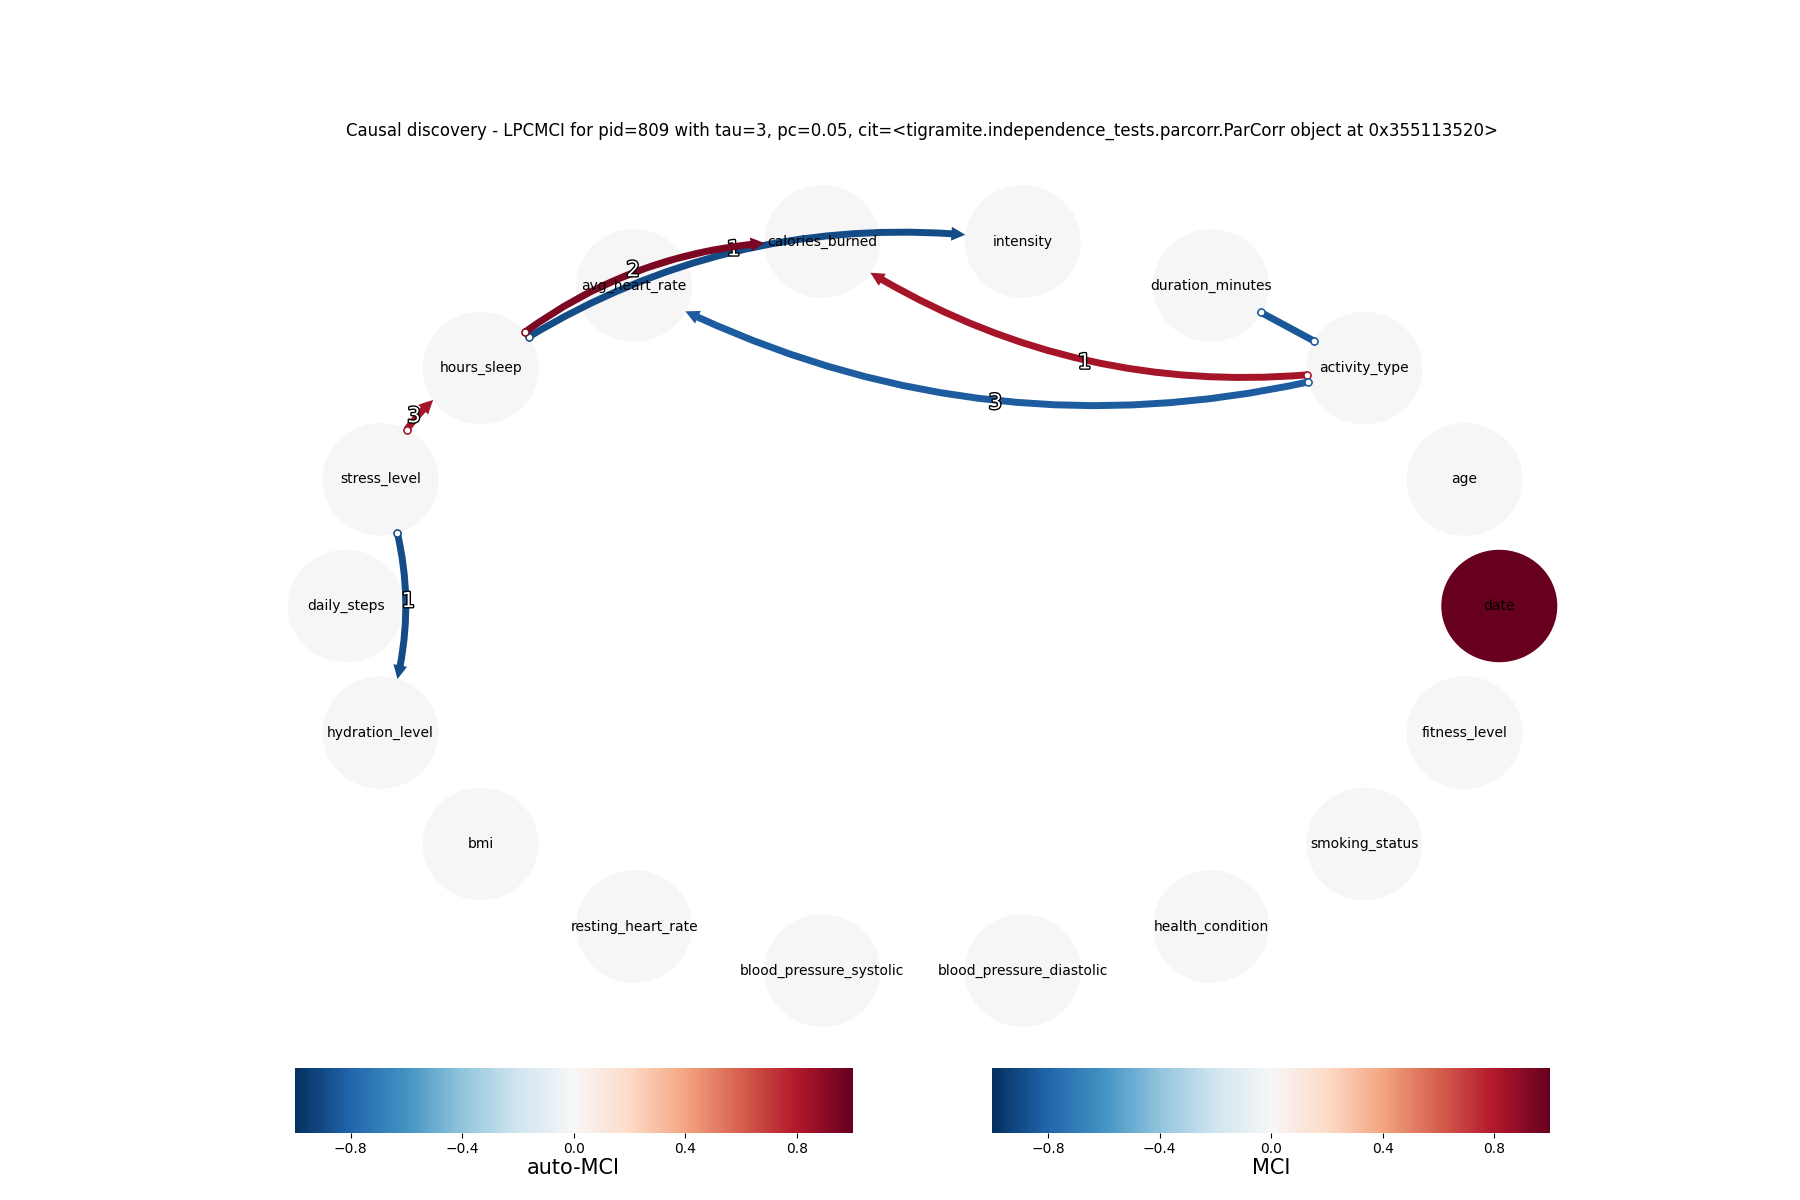 Causal discovery - LPCMCI for pid=809 with tau=3, pc=0.05, cit=<tigramite.independence_tests.parcorr.ParCorr object at 0x355113520>
calories_burned
intensity
1
2
avg_heart_rate
duration_minutes
hours_sleep
1
activity_type
3
3
stress_level
age
1
daily_steps
date
hydration_level
fitness_level
bmi
smoking_status
resting_heart_rate
health_condition
blood_pressure_systolic
blood_pressure_diastolic
−0.8 −0.4 0.0 0.4 0.8
auto-MCI
−0.8 −0.4 0.0 0.4 0.8
MCI